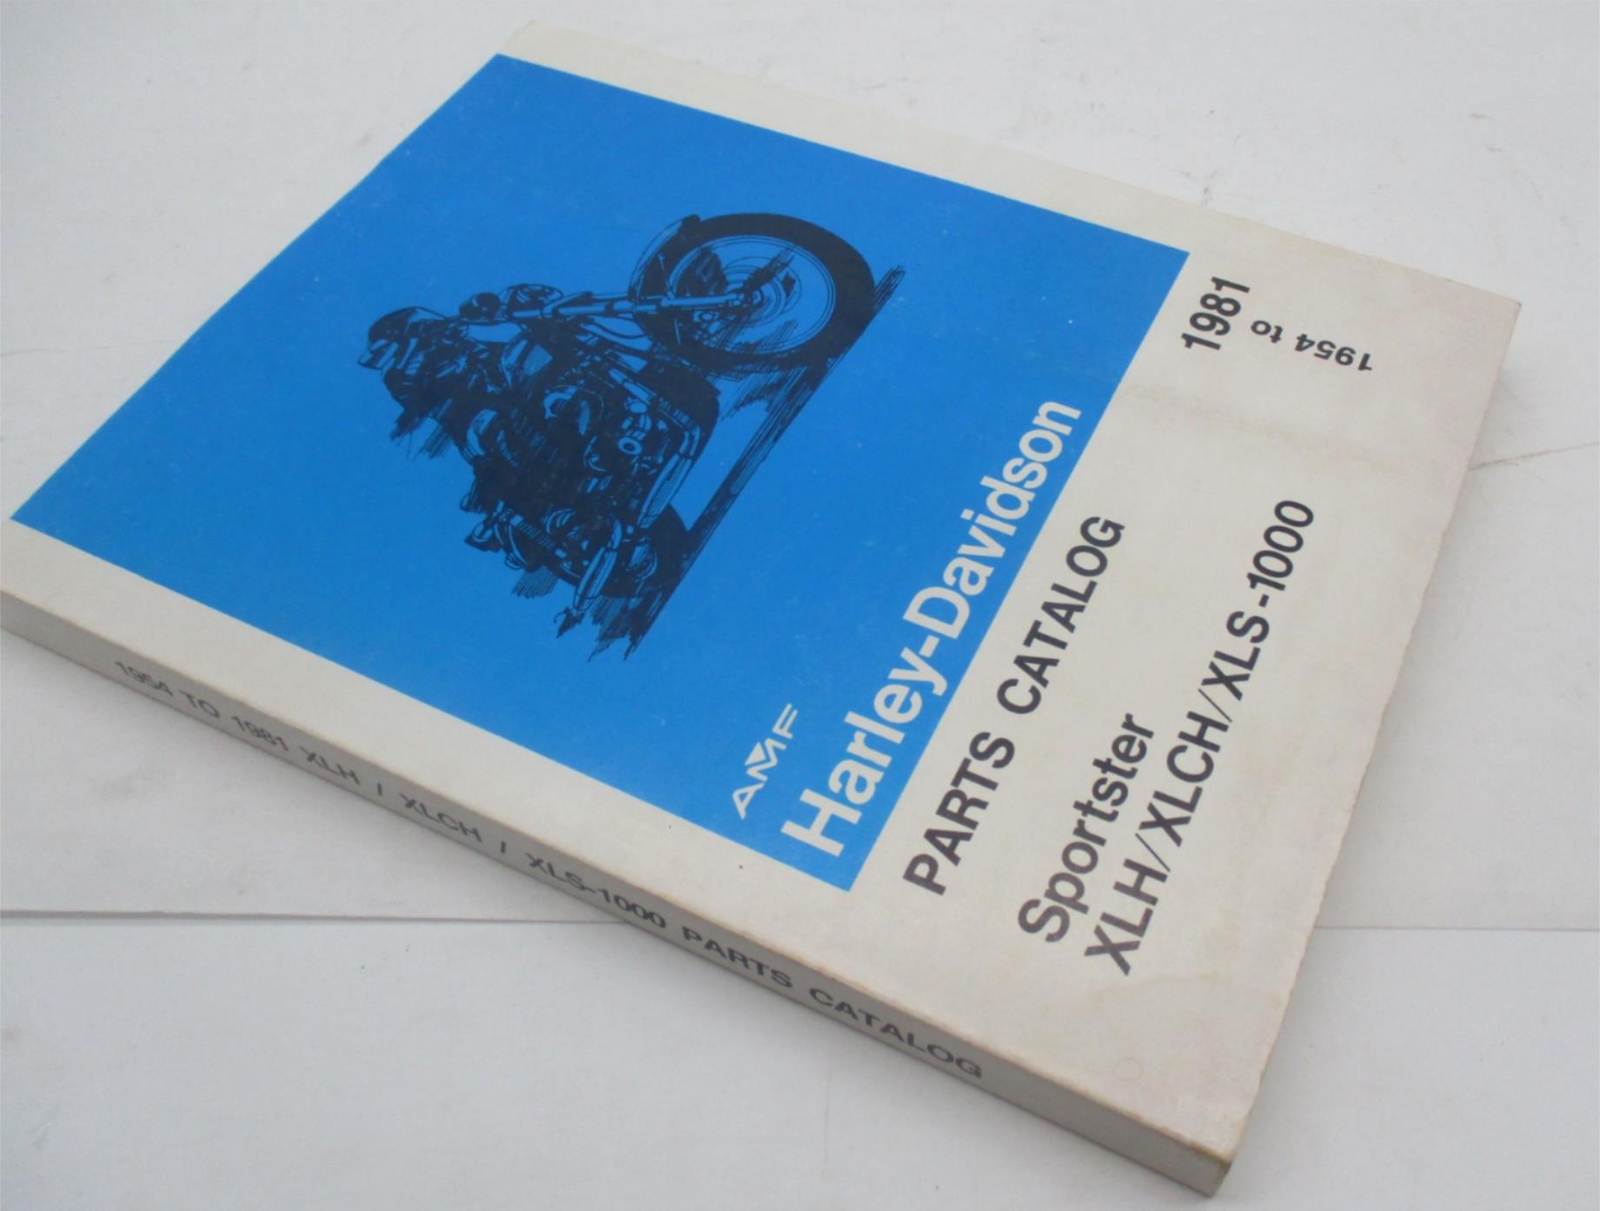 AMF
Harley-Davidson
PARTS CATALOG
1954 to
1981
Sportster
XLH/XLCH/XLS-1000
1954 TO 1981 XLH / XLCH / XLS-1000 PARTS CATALOG